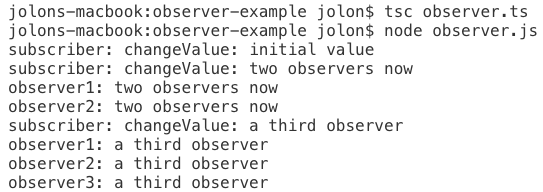 jolons-macbook:observer-example jolon$ tsc observer.ts
jolons-macbook:observer-example jolon$ node observer.js
subscriber: changeValue: initial value
subscriber: changeValue: two observers now
observer1: two observers now
observer2: two observers now
subscriber: changeValue: a third observer
observer1: a third observer
observer2: a third observer
observer3: a third observer